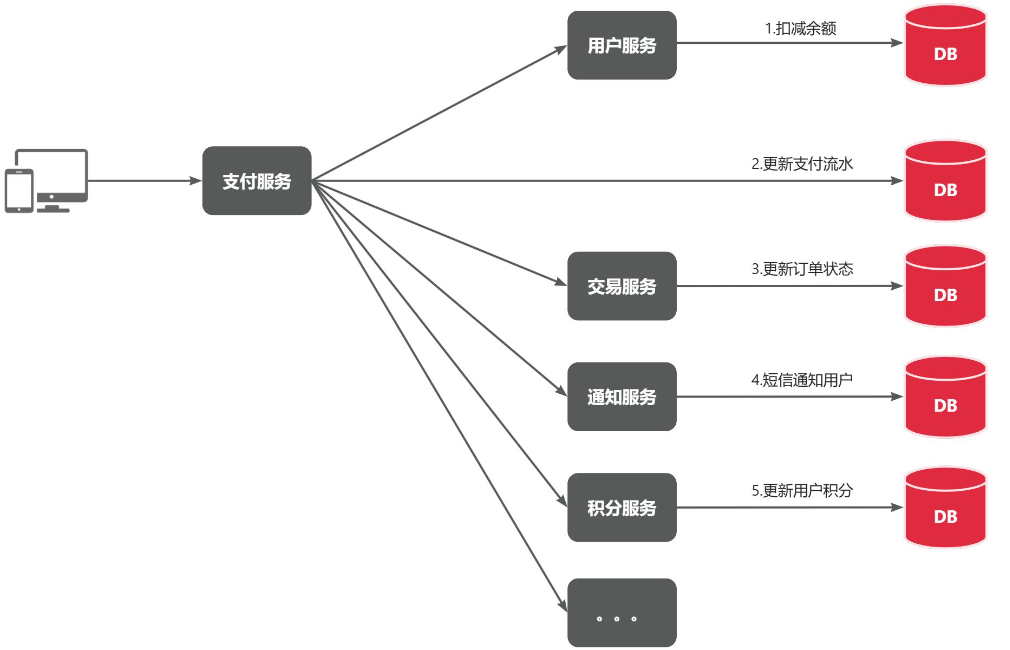 用户服务
1.扣减余额
DB
支付服务
2.更新支付流水
DB
交易服务
3.更新订单状态
DB
通知服务
4.短信通知用户
DB
积分服务
5.更新用户积分
DB
。。。